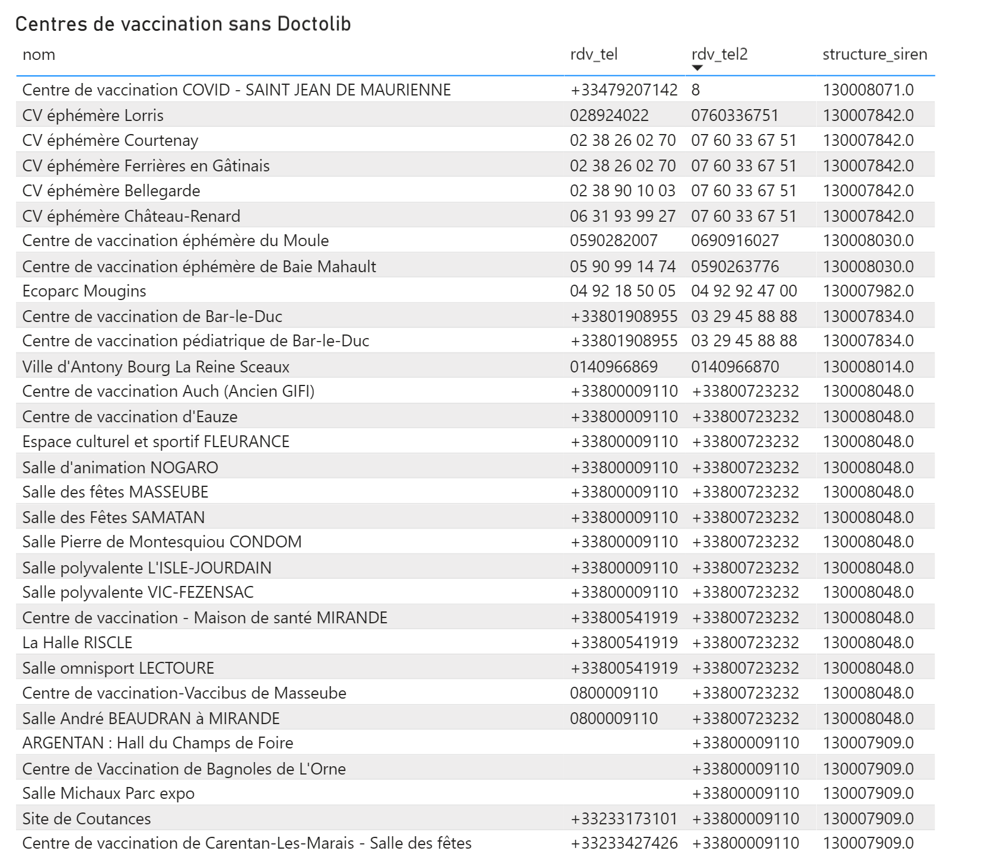 Centres de vaccination sans Doctolib
nom rdv_tel rdv_tel2 structure_siren
Centre de vaccination COVID - SAINT JEAN DE MAURIENNE +33479207142 8 130008071.0
CV éphémère Lorris 028924022 0760336751 130007842.0
CV éphémère Courtenay 02 38 26 02 70 07 60 33 67 51 130007842.0
CV éphémère Ferrières en Gâtinais 02 38 26 02 70 07 60 33 67 51 130007842.0
CV éphémère Bellegarde 02 38 90 10 03 07 60 33 67 51 130007842.0
CV éphémère Château-Renard 06 31 93 99 27 07 60 33 67 51 130007842.0
Centre de vaccination éphémère du Moule 0590282007 0690916027 130008030.0
Centre de vaccination éphémère de Baie Mahault 05 90 99 14 74 0590263776 130008030.0
Ecoparc Mougins 04 92 18 50 05 04 92 92 47 00 130007982.0
Centre de vaccination de Bar-le-Duc +33801908955 03 29 45 88 88 130007834.0
Centre de vaccination pédiatrique de Bar-le-Duc +33801908955 03 29 45 88 88 130007834.0
Ville d'Antony Bourg La Reine Sceaux 0140966869 0140966870 130008014.0
Centre de vaccination Auch (Ancien GIFI) +33800009110 +33800723232 130008048.0
Centre de vaccination d'Eauze +33800009110 +33800723232 130008048.0
Espace culturel et sportif FLEURANCE +33800009110 +33800723232 130008048.0
Salle d'animation NOGARO +33800009110 +33800723232 130008048.0
Salle des fêtes MASSEUBE +33800009110 +33800723232 130008048.0
Salle des Fêtes SAMATAN +33800009110 +33800723232 130008048.0
Salle Pierre de Montesquiou CONDOM +33800009110 +33800723232 130008048.0
Salle polyvalente L'ISLE-JOURDAIN +33800009110 +33800723232 130008048.0
Salle polyvalente VIC-FEZENSAC +33800009110 +33800723232 130008048.0
Centre de vaccination - Maison de santé MIRANDE +33800541919 +33800723232 130008048.0
La Halle RISCLE +33800541919 +33800723232 130008048.0
Salle omnisport LECTOURE +33800541919 +33800723232 130008048.0
Centre de vaccination-Vaccibus de Masseube 0800009110 +33800723232 130008048.0
Salle André BEAUDRAN à MIRANDE 0800009110 +33800723232 130008048.0
ARGENTAN : Hall du Champs de Foire +33800009110 130007909.0
Centre de Vaccination de Bagnoles de L'Orne +33800009110 130007909.0
Salle Michaux Parc expo +33800009110 130007909.0
Site de Coutances +33233173101 +33800009110 130007909.0
Centre de vaccination de Carentan-Les-Marais - Salle des fêtes +33233427426 +33800009110 130007909.0